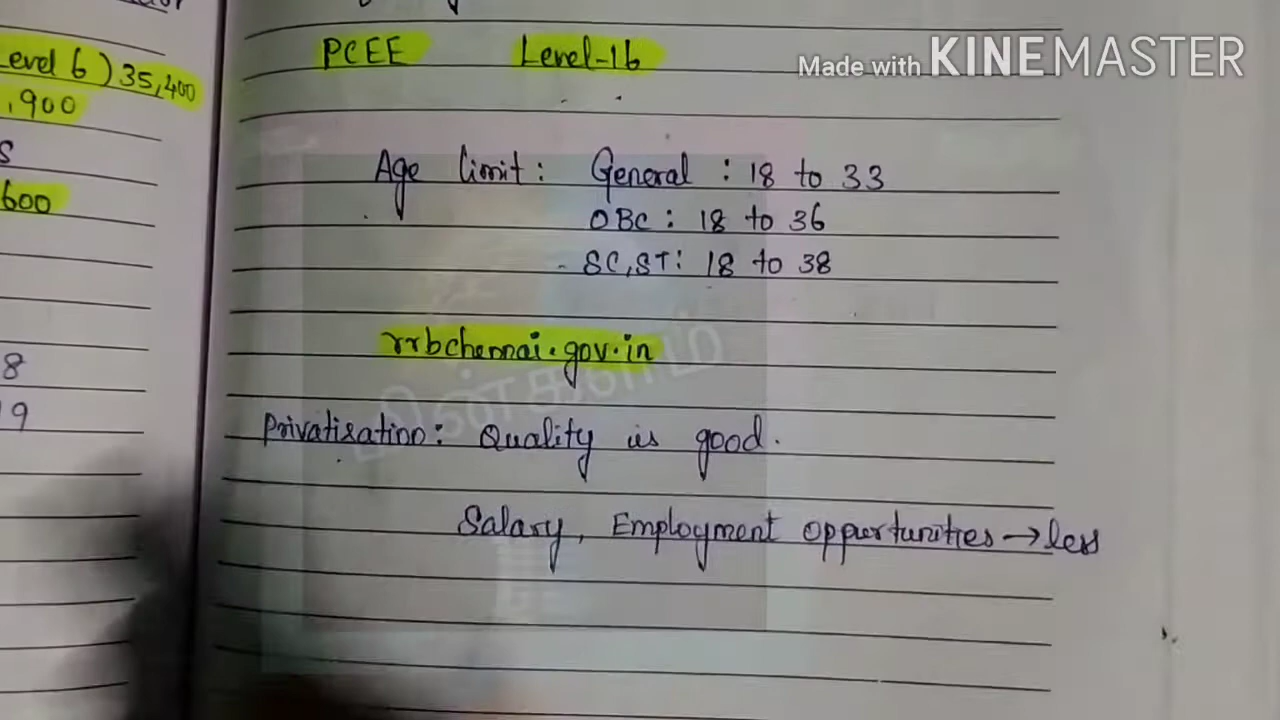 evel 6) 35,400
,900
s
600
8
19
PCEE Level-16
Made with KINEMASTER
Age limit: General : 18 to 33
OBC : 18 to 36
SC,ST: 18 to 38
rrbchennai.gov.in
Privatisation: Quality is good.
Salary, Employment opportunities → less